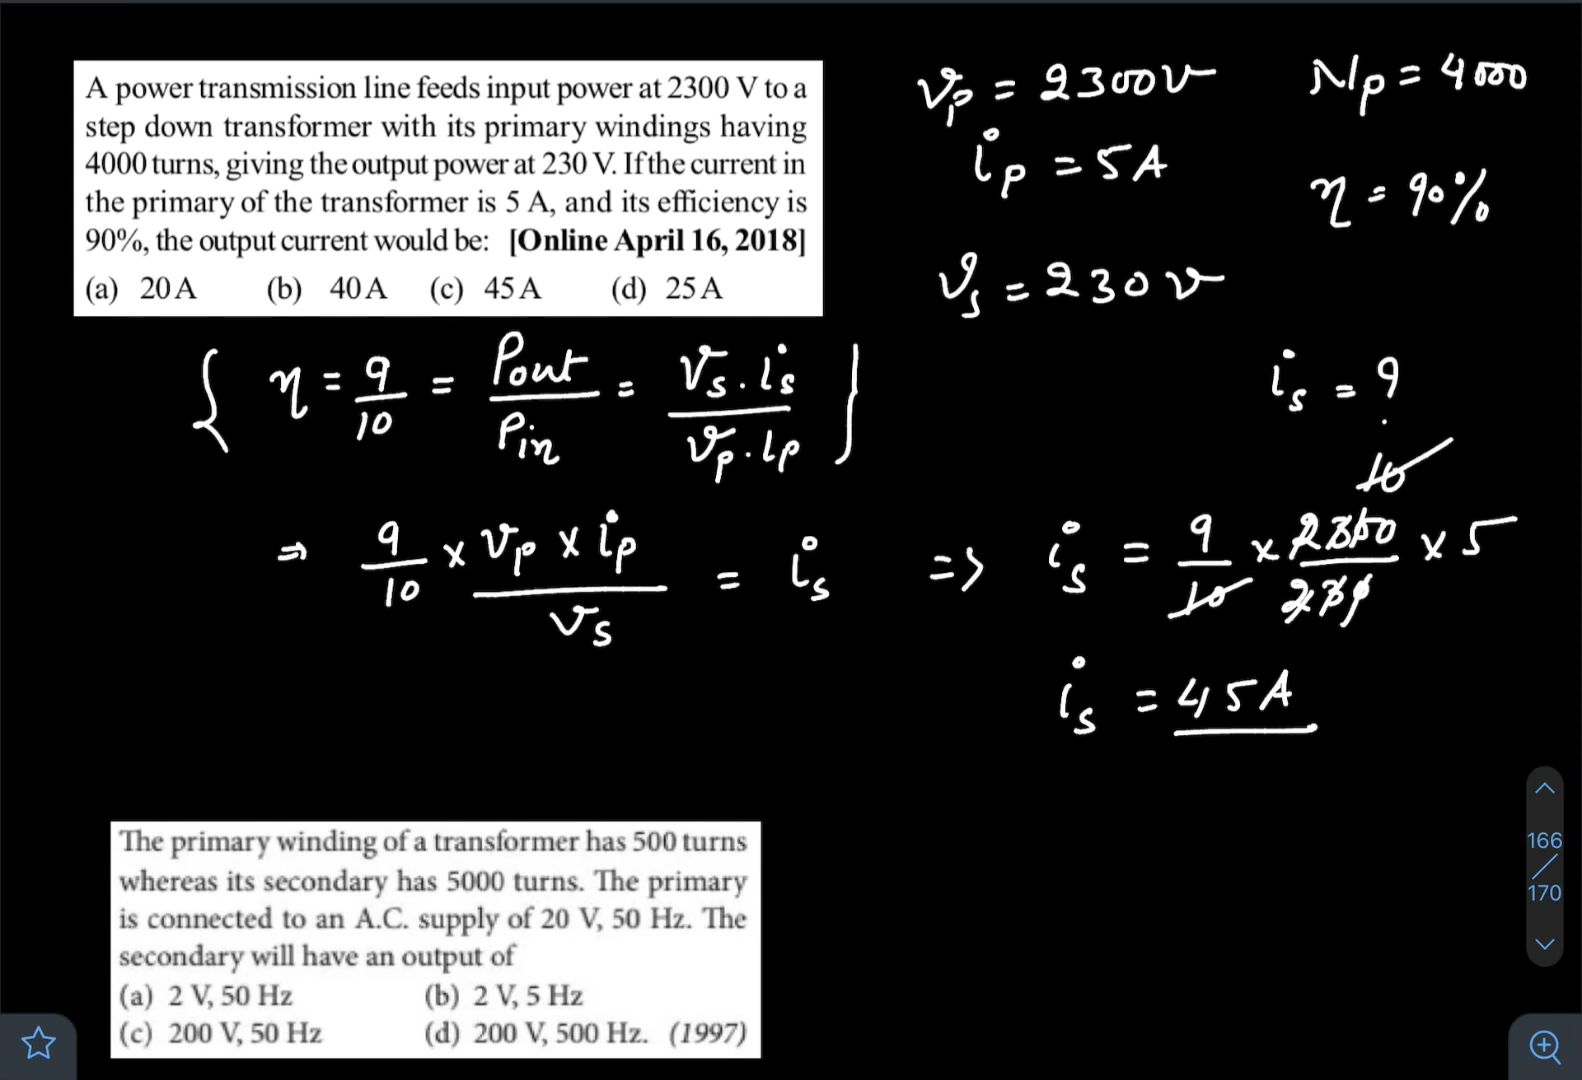 A power transmission line feeds input power at 2300 V to a
step down transformer with its primary windings having
4000 turns, giving the output power at 230 V. If the current in
the primary of the transformer is 5 A, and its efficiency is
90%, the output current would be: [Online April 16, 2018]
(a) 20 A (b) 40 A (c) 45 A (d) 25 A
Vp = 2300 V Np = 4000
ip = 5 A
η = 90%
Vs = 230 V
is = ?
{ η = 9/10 = Pout/Pin = Vs . is / Vp . ip }
⇒ 9/10 × Vp × ip / Vs = is
10
⇒ is = 9/10 × 2300/230 × 5
is = 45 A
The primary winding of a transformer has 500 turns
whereas its secondary has 5000 turns. The primary
is connected to an A.C. supply of 20 V, 50 Hz. The
secondary will have an output of
(a) 2 V, 50 Hz (b) 2 V, 5 Hz
(c) 200 V, 50 Hz (d) 200 V, 500 Hz. (1997)
166
/
170